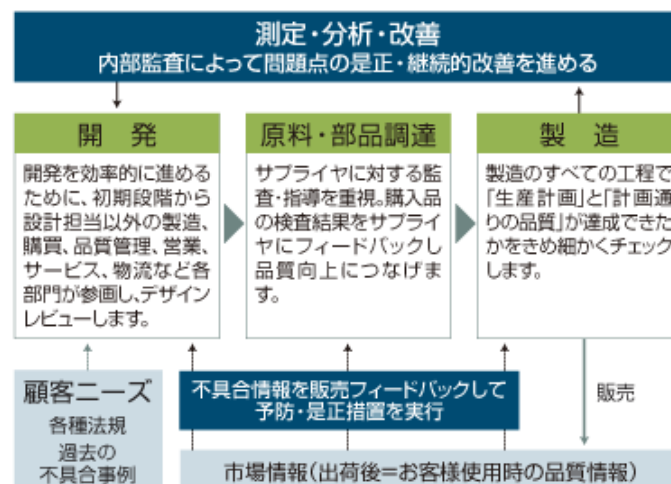 測定・分析・改善
内部監査によって問題点の是正・継続的改善を進める
開 発
開発を効率的に進める
ために、初期段階から
設計担当以外の製造、
購買、品質管理、営業、
サービス、物流など各
部門が参画し、デザイン
レビューします。
原料・部品調達
サプライヤに対する監
査・指導を重視。購入品
の検査結果をサプライ
ヤにフィードバックし
品質向上につなげま
す。
製 造
製造のすべての工程で
「生産計画」と「計画通
りの品質」が達成できた
かをきめ細かくチェック
します。
顧客ニーズ
各種法規
過去の
不具合事例
不具合情報を販売フィードバックして
予防・是正措置を実行
販売
市場情報(出荷後=お客様使用時の品質情報)